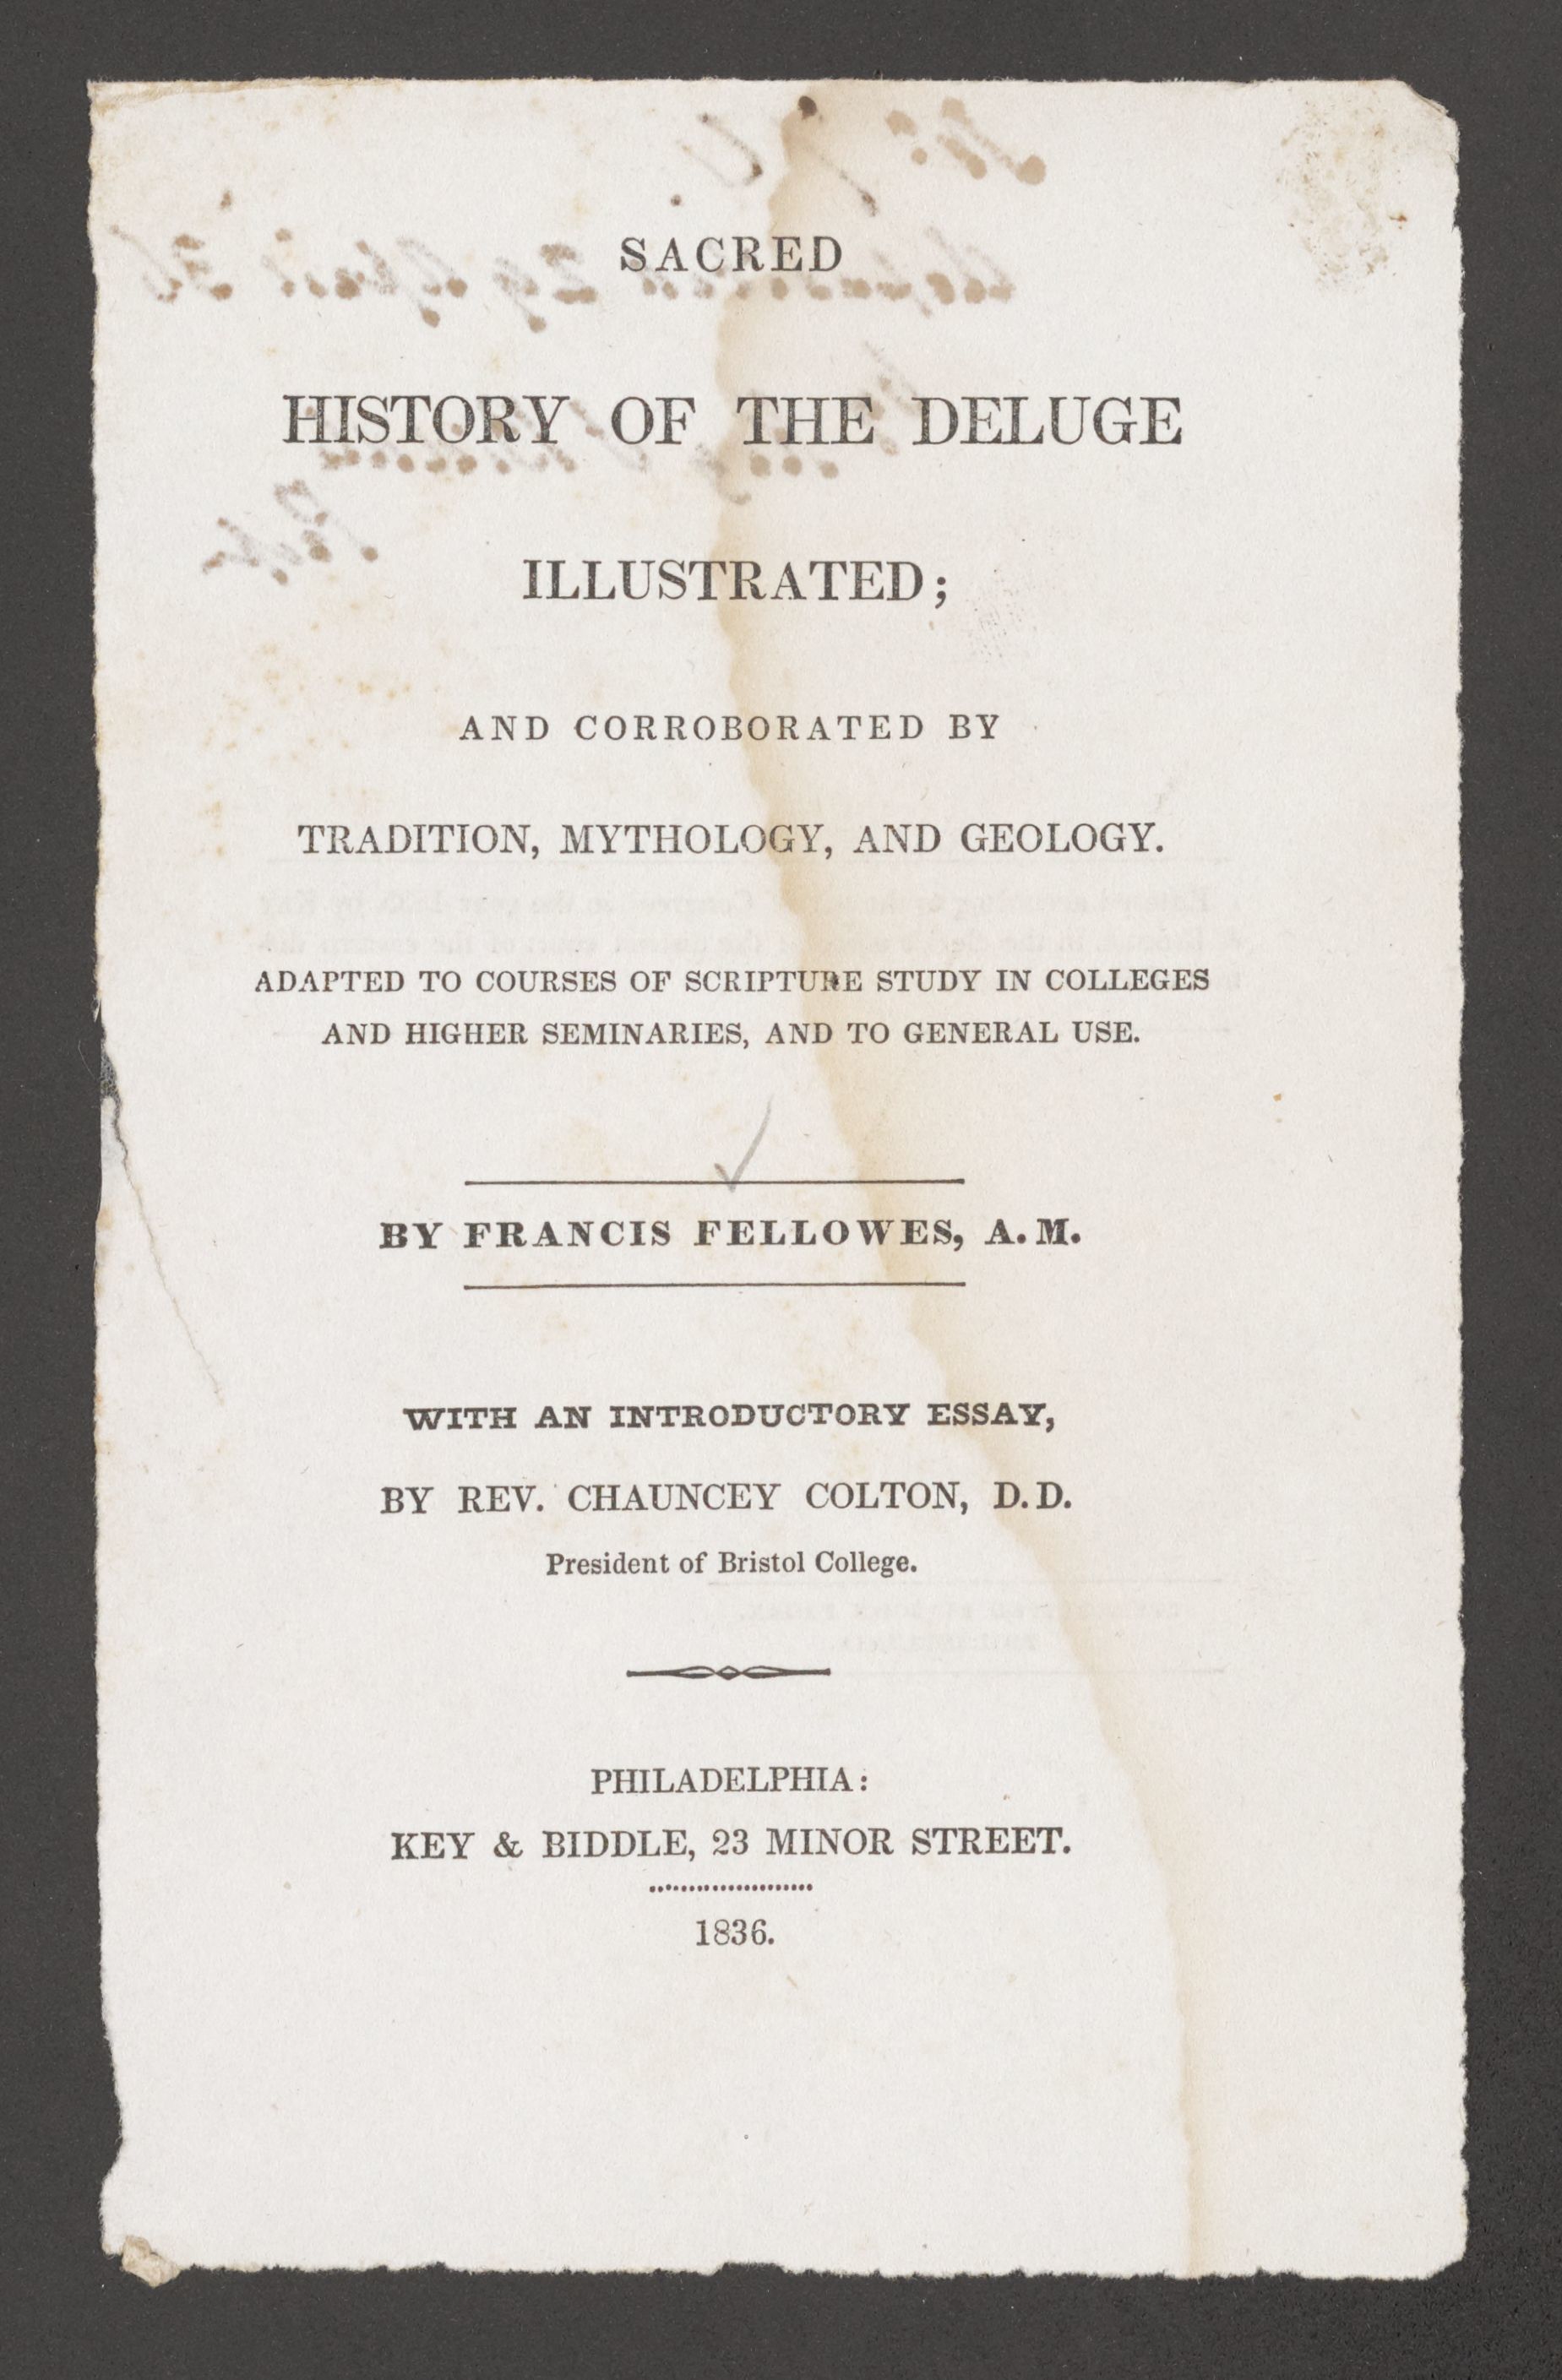 SACRED
HISTORY OF THE DELUGE
ILLUSTRATED;
AND CORROBORATED BY
TRADITION, MYTHOLOGY, AND GEOLOGY.
ADAPTED TO COURSES OF SCRIPTURE STUDY IN COLLEGES
AND HIGHER SEMINARIES, AND TO GENERAL USE.
BY FRANCIS FELLOWES, A.M.
WITH AN INTRODUCTORY ESSAY,
BY REV. CHAUNCEY COLTON, D.D.
President of Bristol College.
PHILADELPHIA:
KEY & BIDDLE, 23 MINOR STREET.
1836.